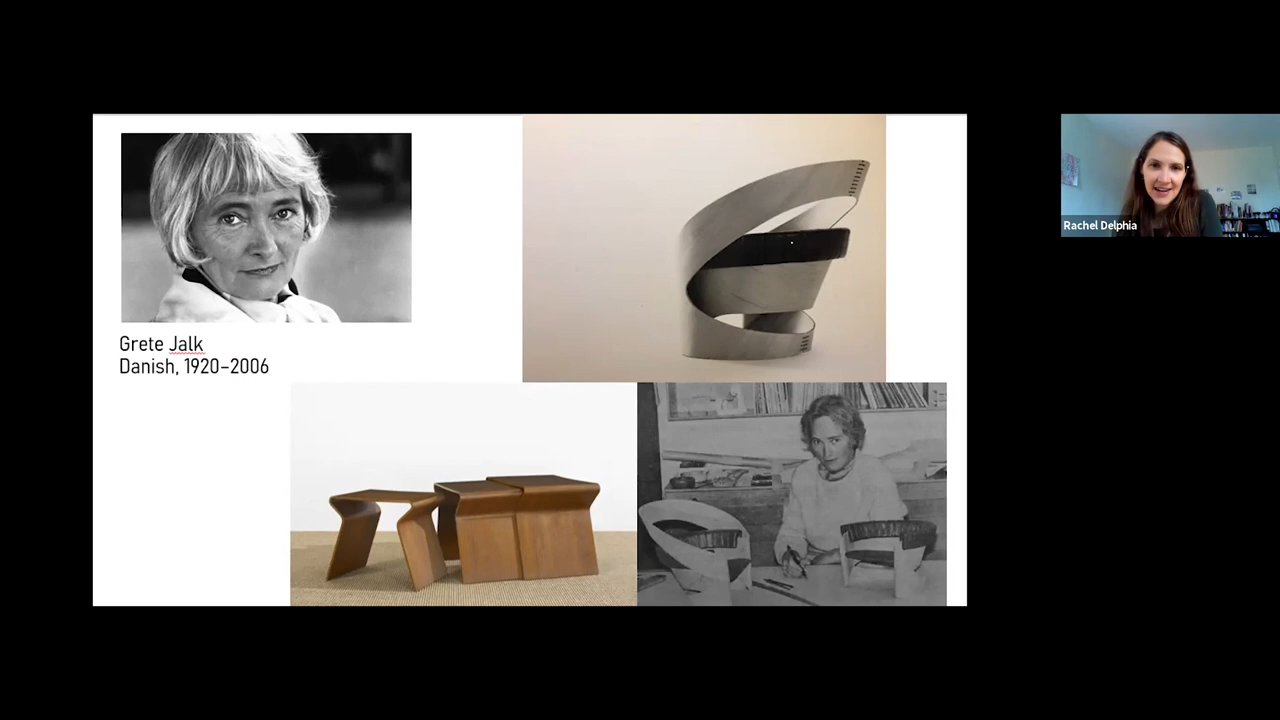 Grete Jalk
Danish, 1920–2006
Rachel Delphia